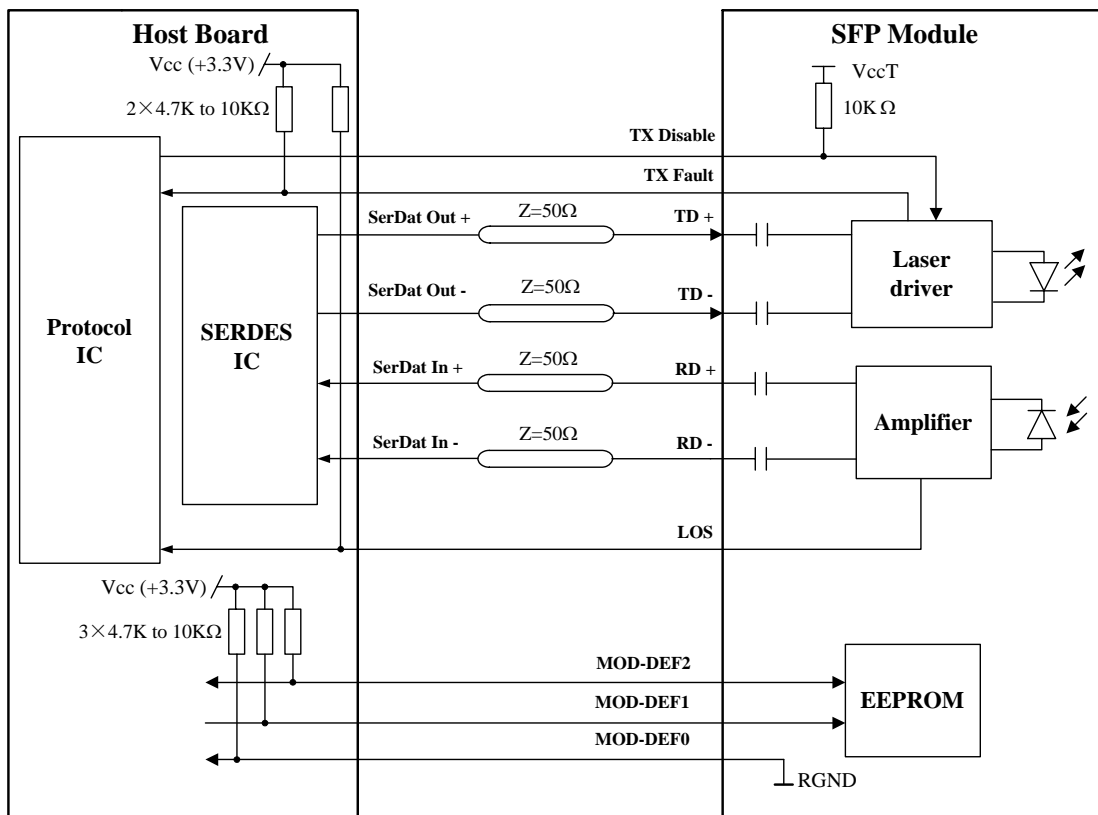 Host Board
SFP Module
Vcc (+3.3V)
VccT
2×4.7K to 10KΩ
10KΩ
TX Disable
TX Fault
SerDat Out +
Z=50Ω
TD +
Laser
driver
SerDat Out -
Z=50Ω
TD -
Protocol
IC
SERDES
IC
SerDat In +
Z=50Ω
RD +
Amplifier
SerDat In -
Z=50Ω
RD -
LOS
Vcc (+3.3V)
3×4.7K to 10KΩ
MOD-DEF2
MOD-DEF1
EEPROM
MOD-DEF0
RGND